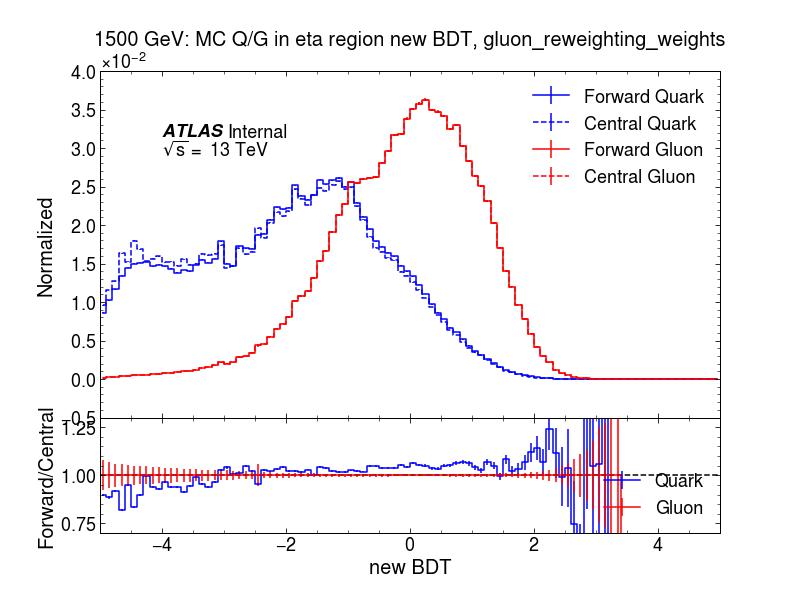 1500 GeV: MC Q/G in eta region new BDT, gluon_reweighting_weights
×10⁻²
4.0
3.5
3.0
2.5
2.0
1.5
1.0
0.5
0.0
−0.5
Normalized
ATLAS Internal
√s = 13 TeV
Forward Quark
Central Quark
Forward Gluon
Central Gluon
1.25
1.00
0.75
Forward/Central
Quark
Gluon
−4 −2 0 2 4
new BDT